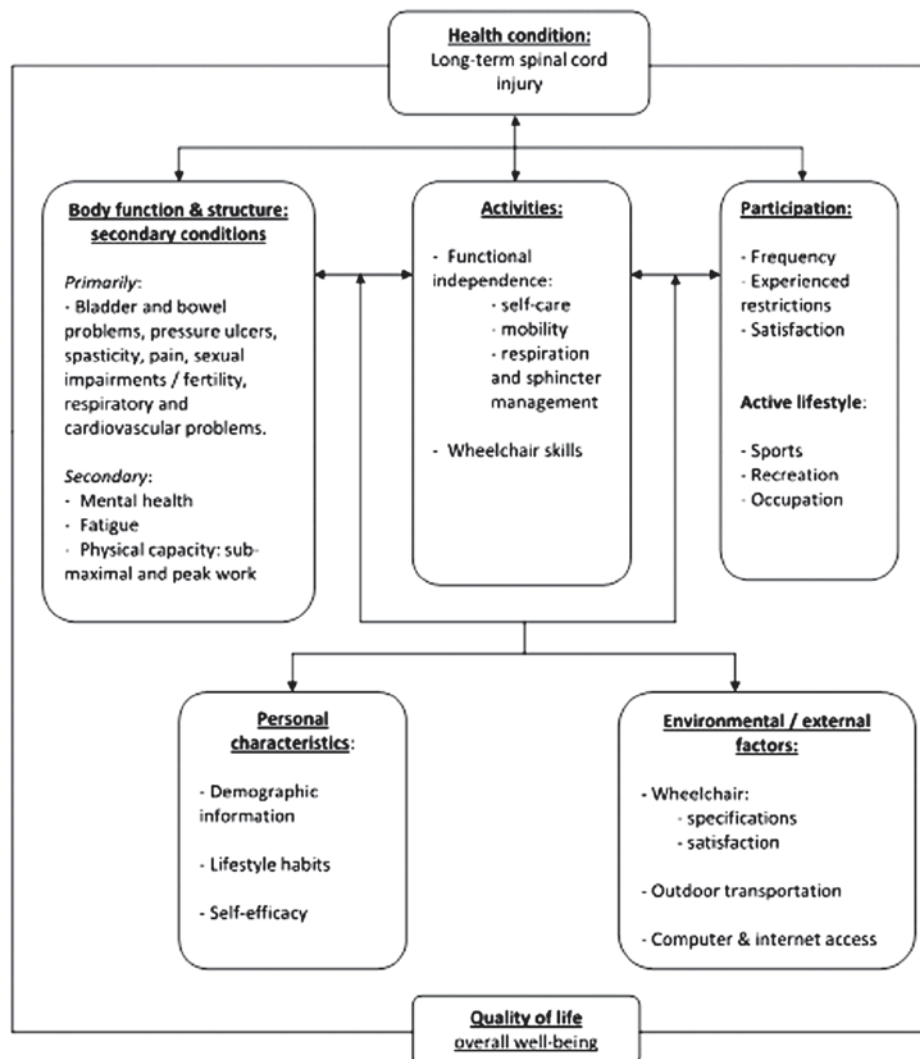 Health condition:
Long-term spinal cord
injury
Body function & structure:
secondary conditions
Primarily:
- Bladder and bowel
problems, pressure ulcers,
spasticity, pain, sexual
impairments / fertility,
respiratory and
cardiovascular problems.
Secondary:
- Mental health
- Fatigue
- Physical capacity: sub-
maximal and peak work
Activities:
- Functional
independence:
- self-care
- mobility
- respiration
and sphincter
management
- Wheelchair skills
Participation:
- Frequency
- Experienced
restrictions
- Satisfaction
Active lifestyle:
- Sports
- Recreation
- Occupation
Personal
characteristics:
- Demographic
information
- Lifestyle habits
- Self-efficacy
Environmental / external
factors:
- Wheelchair:
- specifications
- satisfaction
- Outdoor transportation
- Computer & internet access
Quality of life
overall well-being